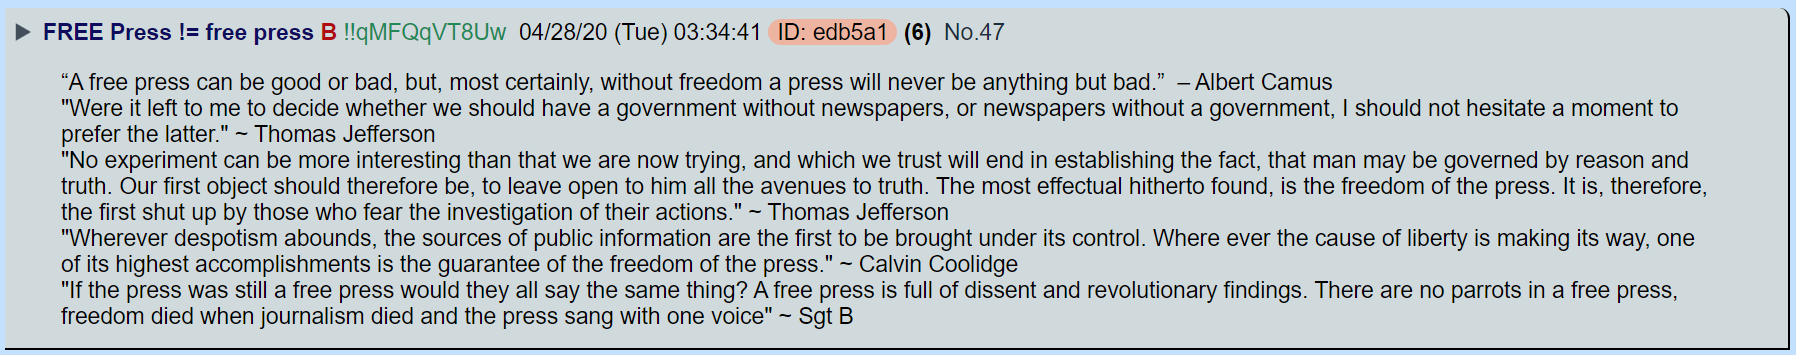 ▶ FREE Press != free press B !!qMFQqVT8Uw 04/28/20 (Tue) 03:34:41 ID: edb5a1 (6) No.47
“A free press can be good or bad, but, most certainly, without freedom a press will never be anything but bad.” – Albert Camus
"Were it left to me to decide whether we should have a government without newspapers, or newspapers without a government, I should not hesitate a moment to
prefer the latter." ~ Thomas Jefferson
"No experiment can be more interesting than that we are now trying, and which we trust will end in establishing the fact, that man may be governed by reason and
truth. Our first object should therefore be, to leave open to him all the avenues to truth. The most effectual hitherto found, is the freedom of the press. It is, therefore,
the first shut up by those who fear the investigation of their actions." ~ Thomas Jefferson
"Wherever despotism abounds, the sources of public information are the first to be brought under its control. Where ever the cause of liberty is making its way, one
of its highest accomplishments is the guarantee of the freedom of the press." ~ Calvin Coolidge
"If the press was still a free press would they all say the same thing? A free press is full of dissent and revolutionary findings. There are no parrots in a free press,
freedom died when journalism died and the press sang with one voice" ~ Sgt B